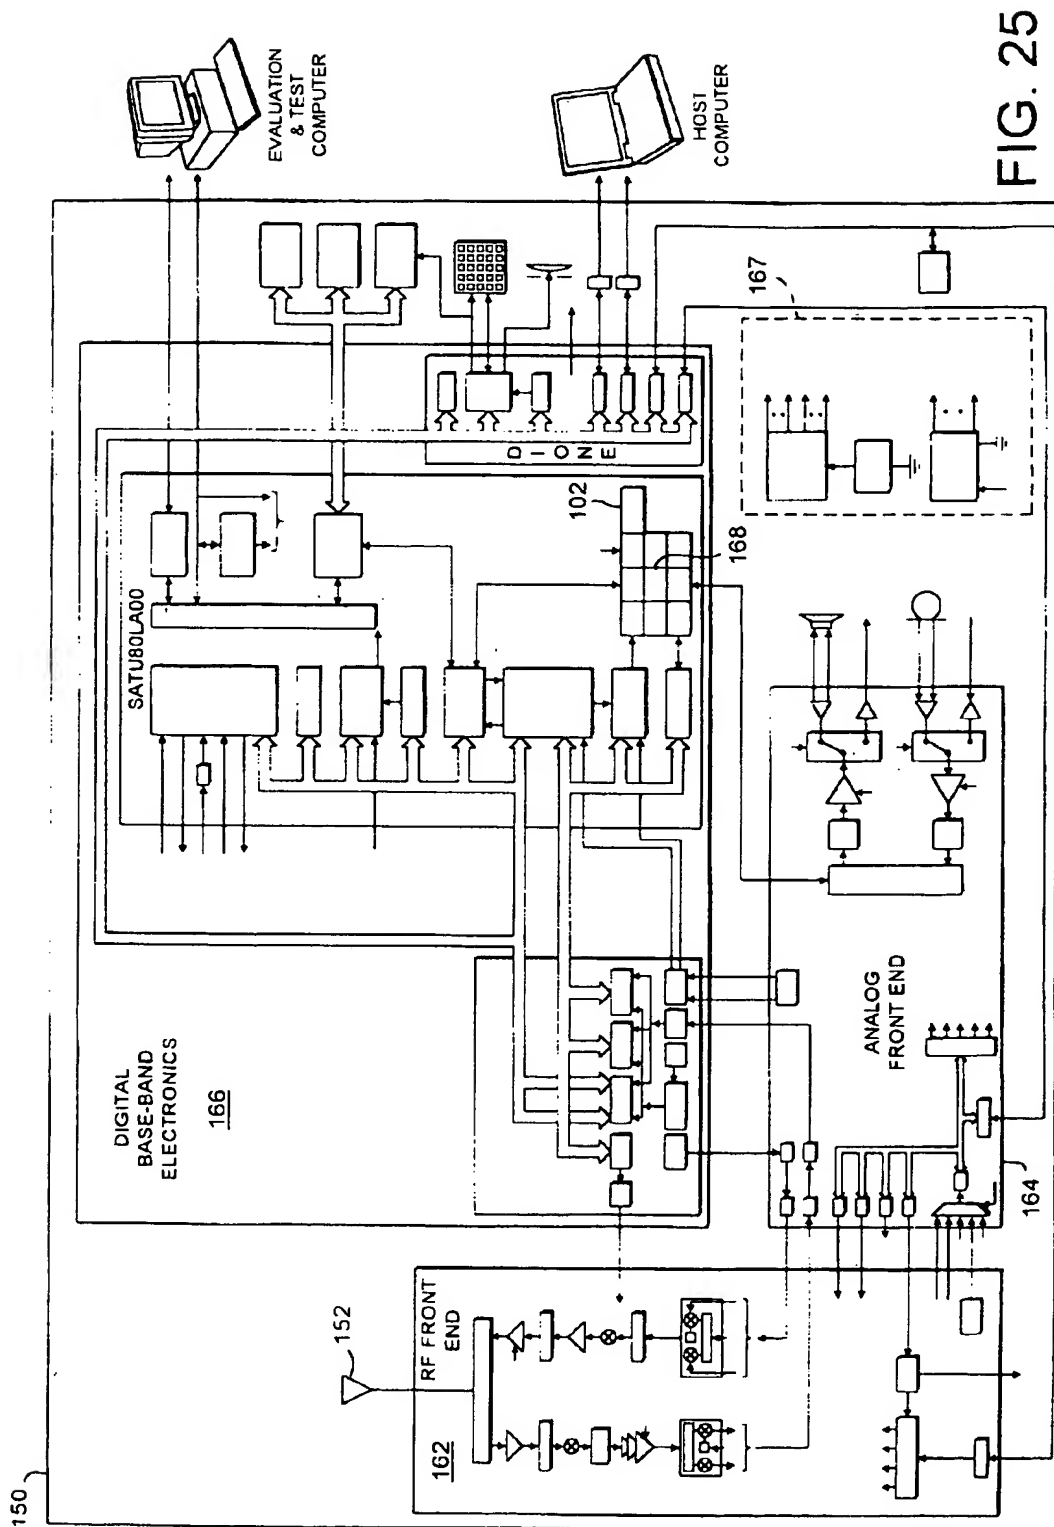 150
152
162
RF FRONT
END
DIGITAL
BASE-BAND
ELECTRONICS
166
SATU80LA00
102
168
DIONE
EVALUATION
& TEST
COMPUTER
HOST
COMPUTER
167
ANALOG
FRONT END
164
FIG. 25